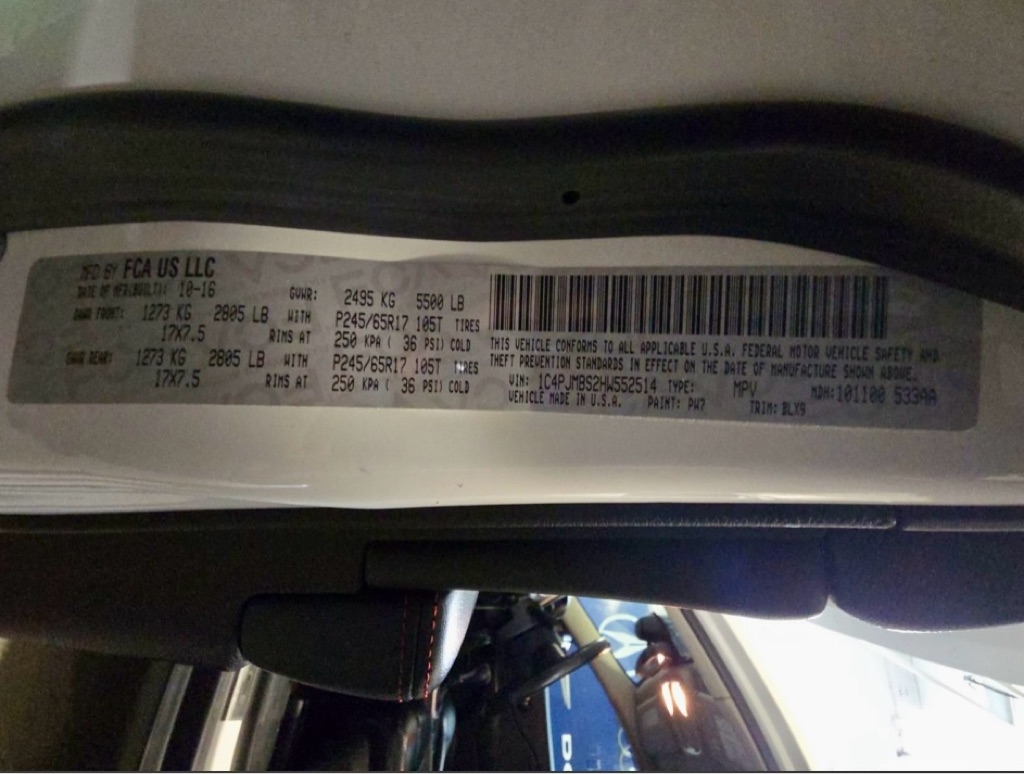 MFD BY FCA US LLC
DATE OF MFR(BUILT): 10-16 GVWR: 2495 KG 5500 LB
GAWR FRONT: 1273 KG 2805 LB WITH P245/65R17 105T TIRES
17X7.5 RIMS AT 250 KPA ( 36 PSI) COLD
GAWR REAR: 1273 KG 2805 LB WITH P245/65R17 105T TIRES
17X7.5 RIMS AT 250 KPA ( 36 PSI) COLD
THIS VEHICLE CONFORMS TO ALL APPLICABLE U.S.A. FEDERAL MOTOR VEHICLE SAFETY AND
THEFT PREVENTION STANDARDS IN EFFECT ON THE DATE OF MANUFACTURE SHOWN ABOVE.
VIN: 1C4PJMBS2HW552514 TYPE: MPV MDH: 101100 533AA
VEHICLE MADE IN U.S.A. PAINT: PW7 TRIM: BLX9